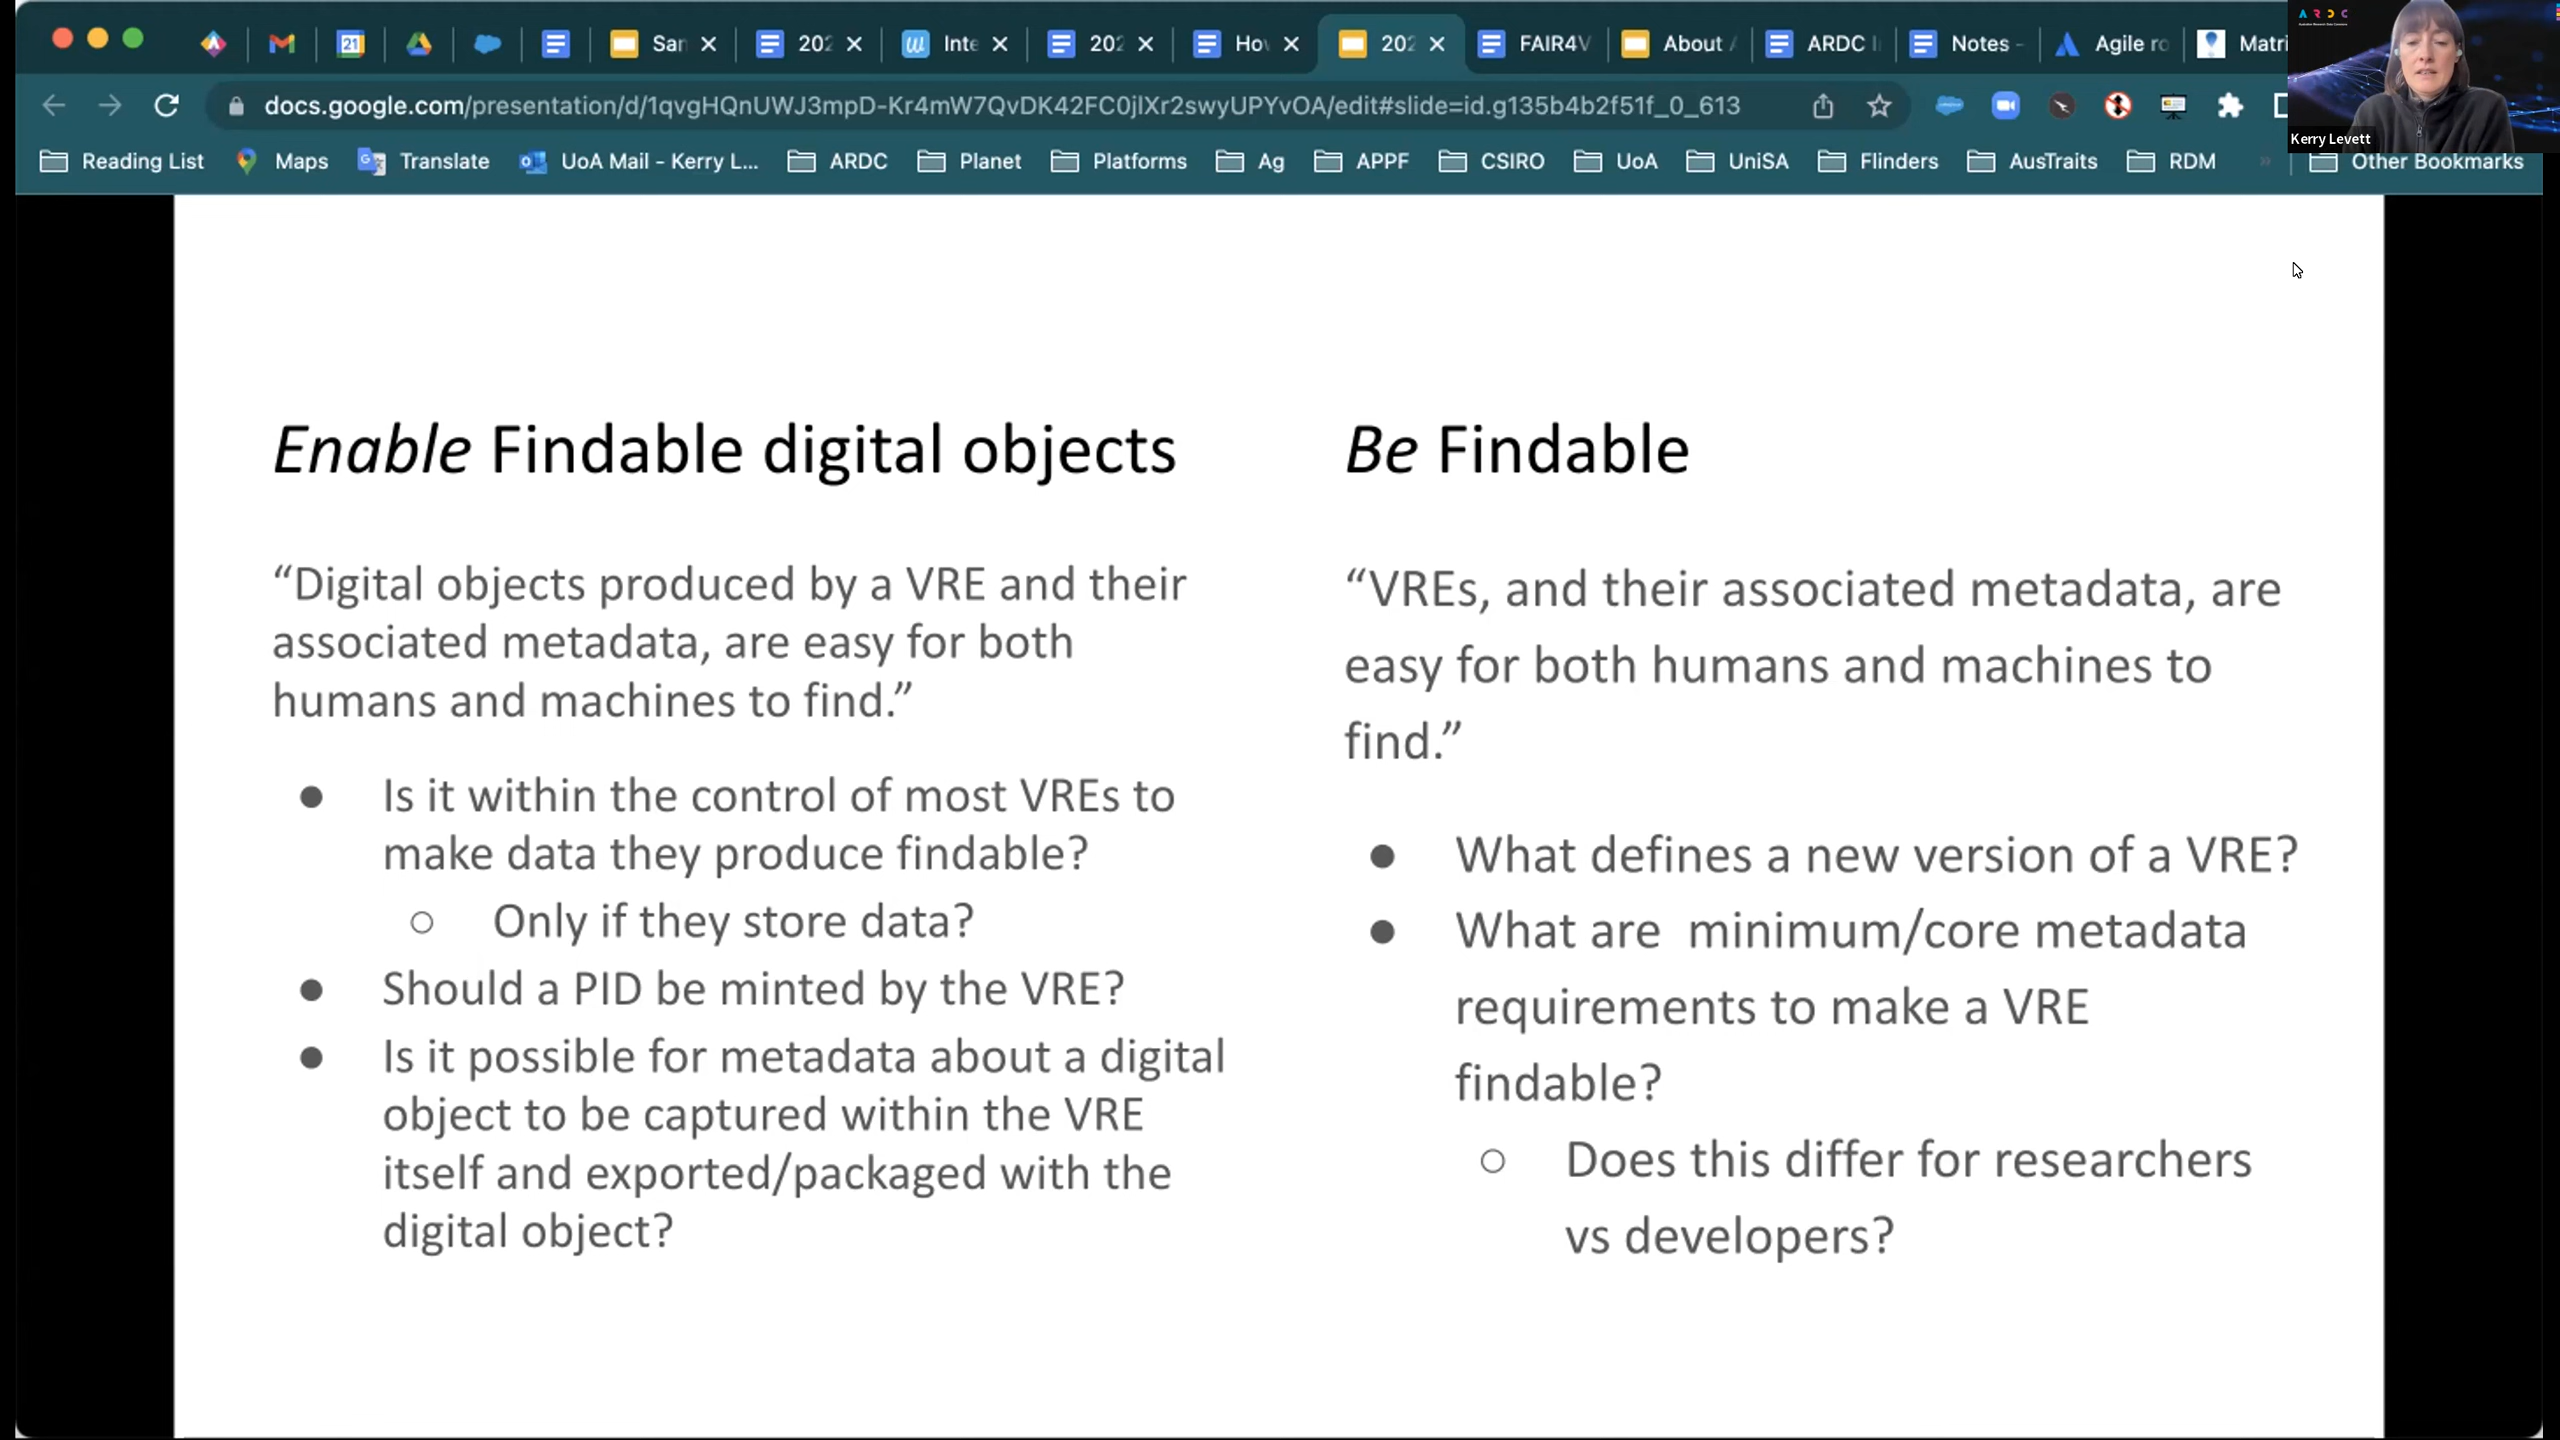 21
San
202
Inte
202
Ho
202
FAIR4V
About
ARDC
Notes -
Agile ro
Matri
ARDC
docs.google.com/presentation/d/1qvgHQnUWJ3mpD-Kr4mW7QvDK42FC0jlXr2swyUPYvOA/edit#slide=id.g135b4b2f51f_0_613
Kerry Levett
Reading List
Maps
Translate
UoA Mail - Kerry L...
ARDC
Planet
Platforms
Ag
APPF
CSIRO
UoA
UniSA
Flinders
AusTraits
RDM
»
Other Bookmarks
Enable Findable digital objects
“Digital objects produced by a VRE and their
associated metadata, are easy for both
humans and machines to find.”
● Is it within the control of most VREs to
make data they produce findable?
○ Only if they store data?
● Should a PID be minted by the VRE?
● Is it possible for metadata about a digital
object to be captured within the VRE
itself and exported/packaged with the
digital object?
Be Findable
“VREs, and their associated metadata, are
easy for both humans and machines to
find.”
● What defines a new version of a VRE?
● What are  minimum/core metadata
requirements to make a VRE
findable?
○ Does this differ for researchers
vs developers?